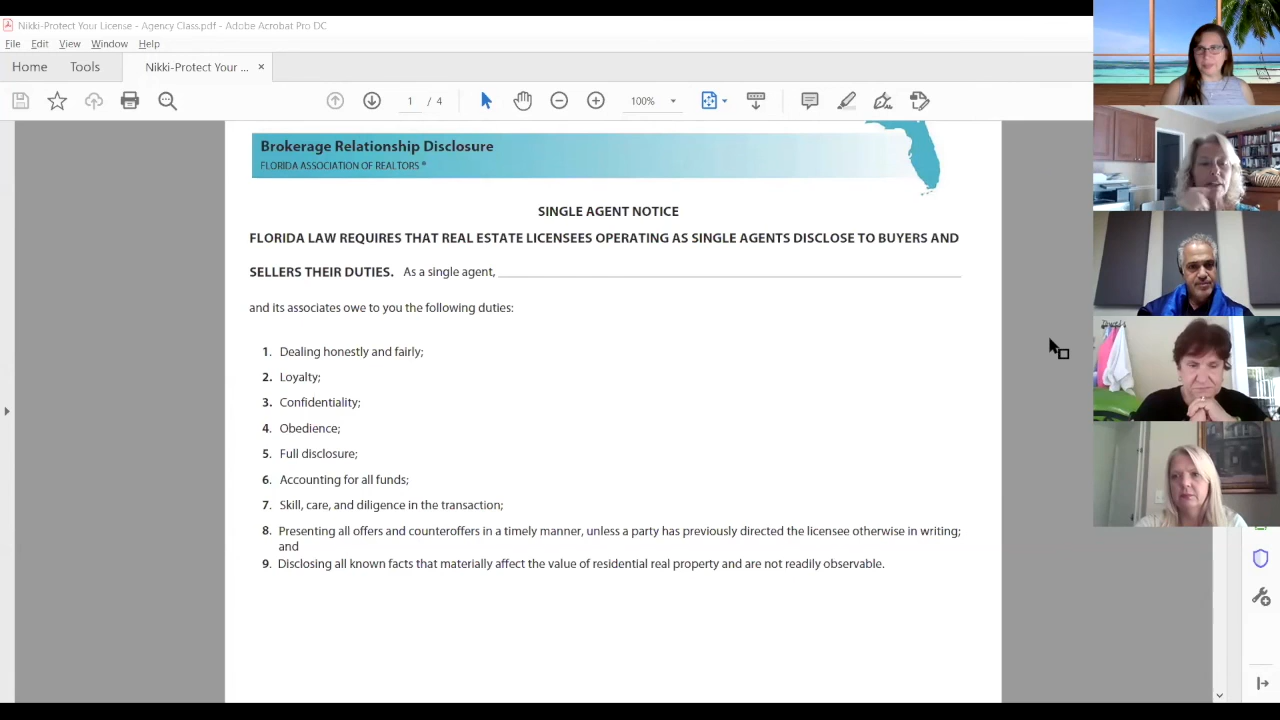 Nikki-Protect Your License - Agency Class.pdf - Adobe Acrobat Pro DC
File Edit View Window Help
Home Tools Nikki-Protect Your ... ×
1 / 4 100%
Brokerage Relationship Disclosure
FLORIDA ASSOCIATION OF REALTORS®
SINGLE AGENT NOTICE
FLORIDA LAW REQUIRES THAT REAL ESTATE LICENSEES OPERATING AS SINGLE AGENTS DISCLOSE TO BUYERS AND
SELLERS THEIR DUTIES. As a single agent, ____
and its associates owe to you the following duties:
1. Dealing honestly and fairly;
2. Loyalty;
3. Confidentiality;
4. Obedience;
5. Full disclosure;
6. Accounting for all funds;
7. Skill, care, and diligence in the transaction;
8. Presenting all offers and counteroffers in a timely manner, unless a party has previously directed the licensee otherwise in writing;
and
9. Disclosing all known facts that materially affect the value of residential real property and are not readily observable.